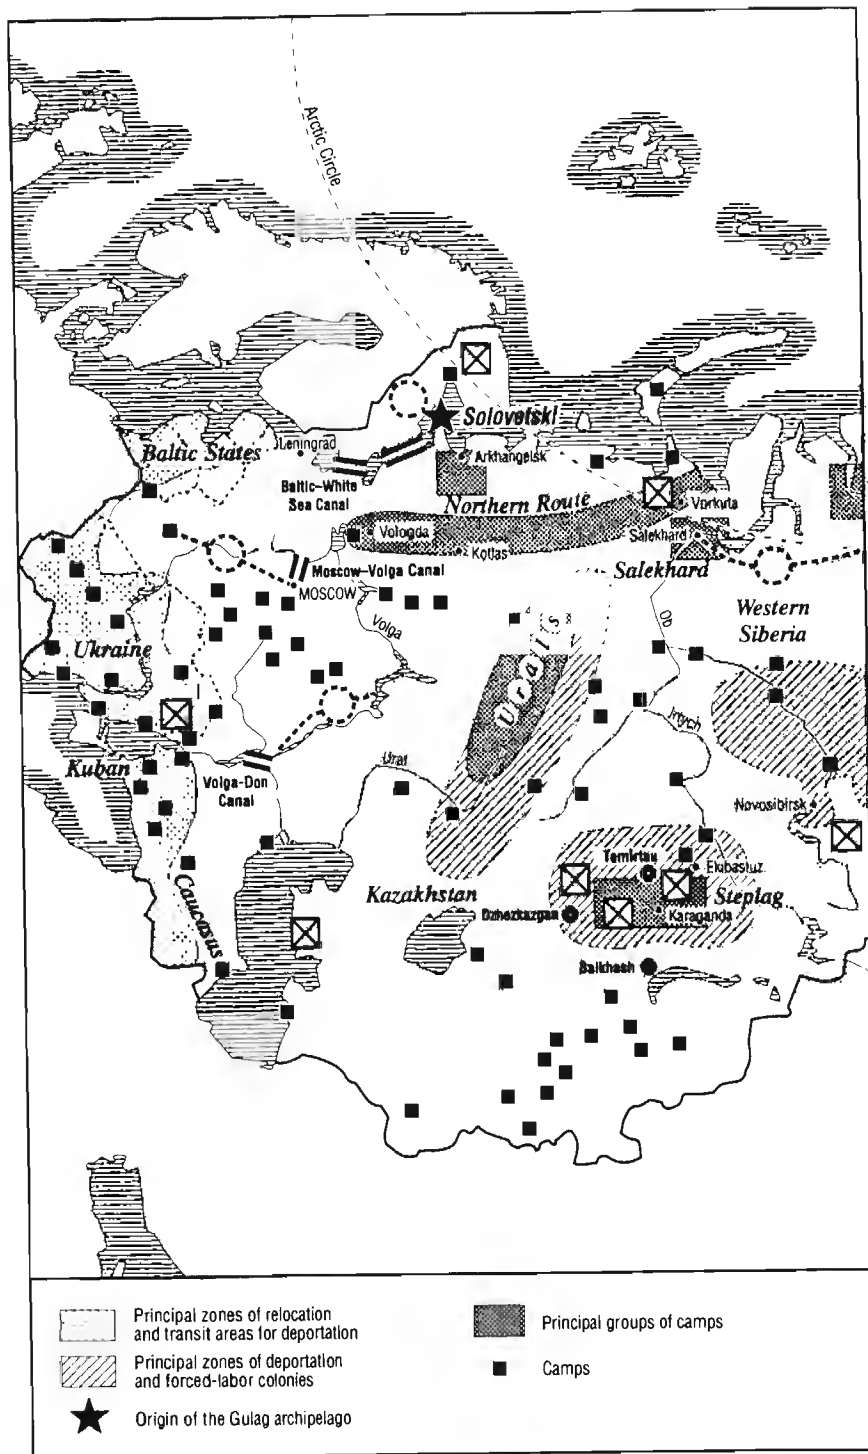 Arctic Circle
Solovetski
Leningrad
Baltic States
Arkhangelsk
Baltic–White
Sea Canal
Northern Route
Vorkuta
Vologda
Kotlas
Salekhard
Salekhard
Moscow-Volga Canal
MOSCOW
Volga
Western
Siberia
Ob
Urals
Ukraine
Irtych
Ural
Kuban
Volga-Don
Canal
Novosibirsk
Temirtau
Ekibastuz
Kazakhstan
Steplag
Dzhezkazgan
Karaganda
Caucasus
Balkhash
Principal zones of relocation
and transit areas for deportation
Principal groups of camps
Principal zones of deportation
and forced-labor colonies
Camps
Origin of the Gulag archipelago